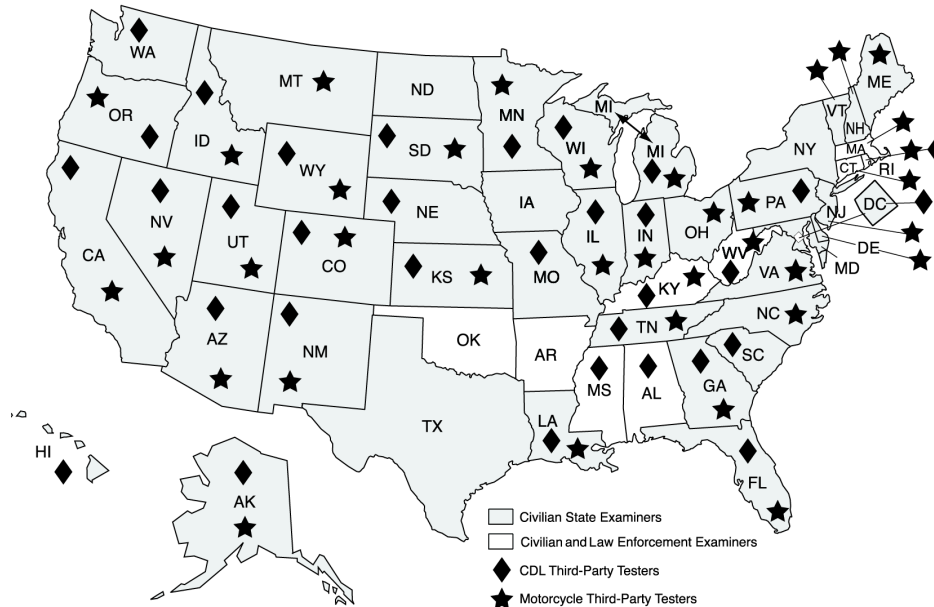 WA
MT
ND
MN
MI
ME
VT
NH
OR
ID
SD
WI
MI
NY
MA
CT
RI
WY
NE
IA
PA
NJ
DC
NV
UT
CO
IL
IN
OH
WV
DE
MD
CA
KS
MO
KY
VA
AZ
NM
OK
AR
TN
NC
MS
AL
GA
SC
TX
LA
HI
FL
AK
Civilian State Examiners
Civilian and Law Enforcement Examiners
CDL Third-Party Testers
Motorcycle Third-Party Testers